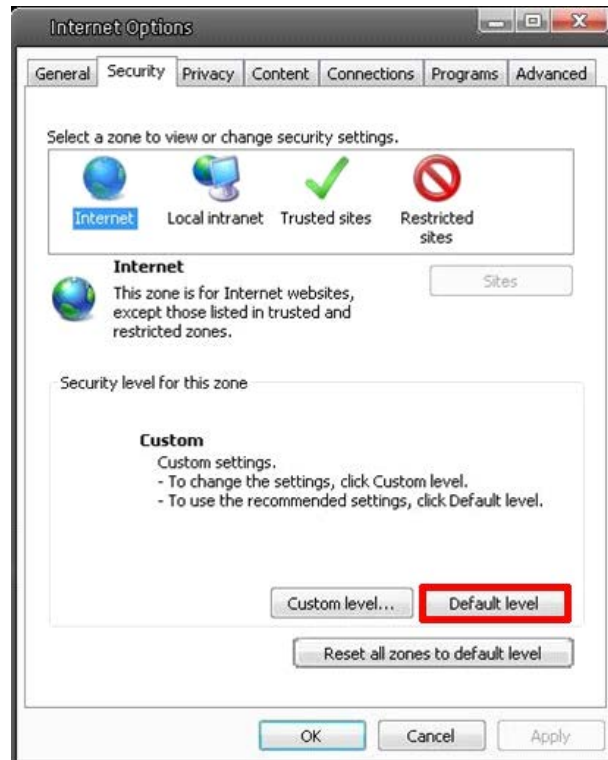 Internet Options
General Security Privacy Content Connections Programs Advanced
Select a zone to view or change security settings.
Internet Local intranet Trusted sites Restricted
sites
Internet
Sites
This zone is for Internet websites,
except those listed in trusted and
restricted zones.
Security level for this zone
Custom
Custom settings.
- To change the settings, click Custom level.
- To use the recommended settings, click Default level.
Custom level... Default level
Reset all zones to default level
OK Cancel Apply